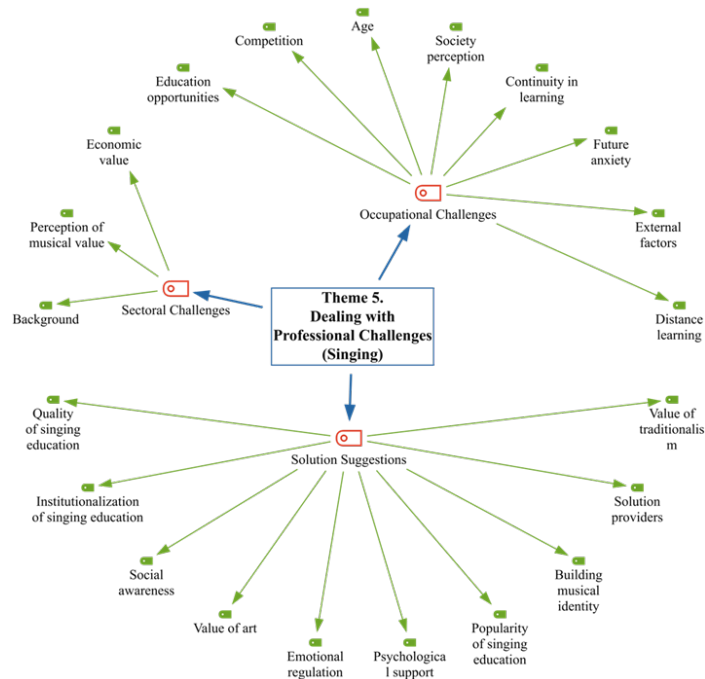 Age
Competition
Society
perception
Education
opportunities
Continuity in
learning
Economic
value
Future
anxiety
Perception of
musical value
Occupational Challenges
External
factors
Background
Sectoral Challenges
Theme 5.
Dealing with
Professional Challenges
(Singing)
Distance
learning
Quality
of singing
education
Value of
traditionalis
m
Solution Suggestions
Institutionalization
of singing education
Solution
providers
Social
awareness
Building
musical
identity
Value of art
Popularity
of singing
education
Emotional
regulation
Psychologica
l support